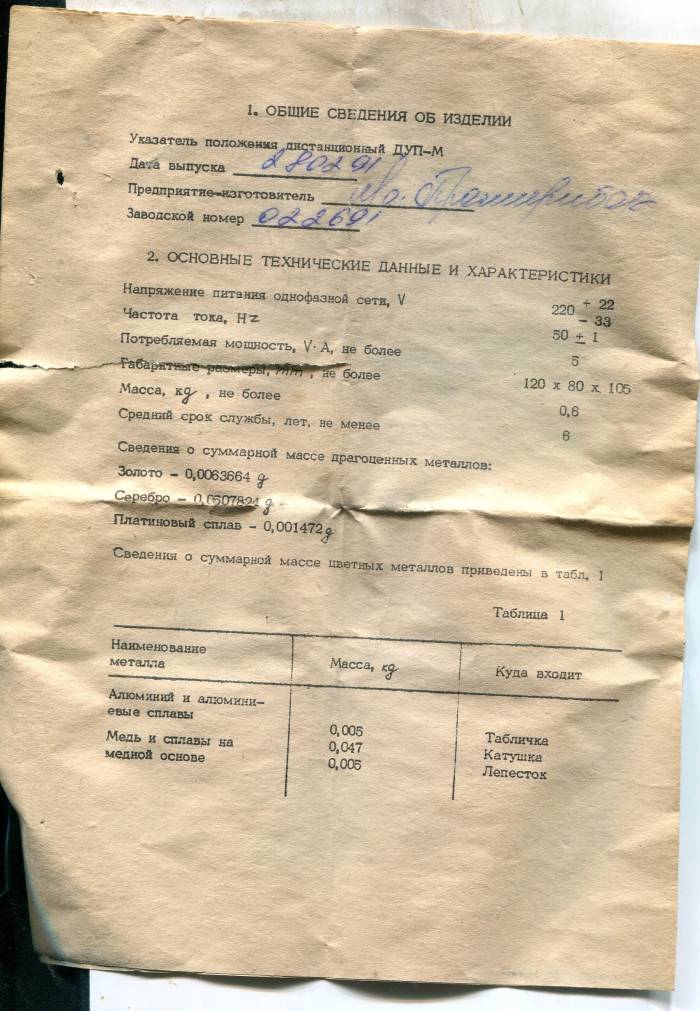 1. ОБЩИЕ СВЕДЕНИЯ ОБ ИЗДЕЛИИ
Указатель положения дистанционный ДУП-М
Дата выпуска 280291
Предприятие-изготовитель
Заводской номер 022691
2. ОСНОВНЫЕ ТЕХНИЧЕСКИЕ ДАННЫЕ И ХАРАКТЕРИСТИКИ
Напряжение питания однофазной сети, V 220 + 22 - 33
Частота тока, Hz 50 ± 1
Потребляемая мощность, V·A, не более 5
Габаритные размеры, mm, не более 120 x 80 x 105
Масса, kg, не более 0,6
Средний срок службы, лет, не менее 6
Сведения о суммарной массе драгоценных металлов:
Золото - 0,0063664 g
Серебро - 0,0507824 g
Платиновый сплав - 0,001472 g
Сведения о суммарной массе цветных металлов приведены в табл. 1
Таблица 1
Наименование металла Масса, kg Куда входит
Алюминий и алюмини-
евые сплавы 0,005 Табличка
Медь и сплавы на 0,047 Катушка
медной основе 0,005 Лепесток